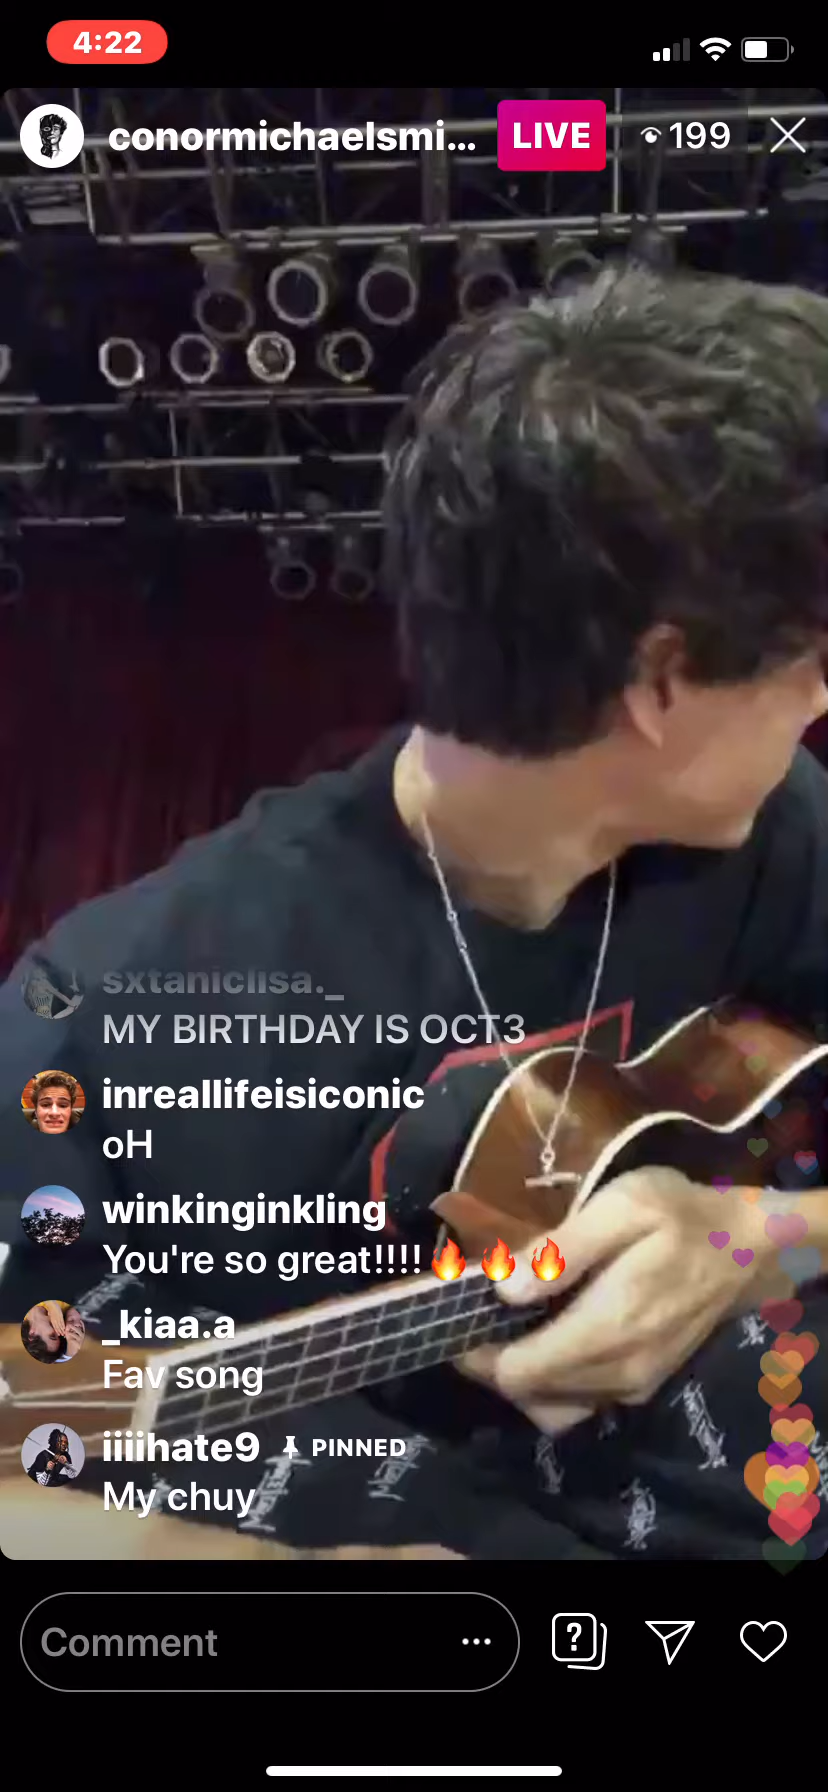 4:22
conormichaelsmi... LIVE 199
sxtaniclisa._
MY BIRTHDAY IS OCT3
inreallifeisiconic
oH
winkinginkling
You're so great!!!!🔥🔥🔥
_kiaa.a
Fav song
iiiihate9 PINNED
My chuy
Comment ...
?